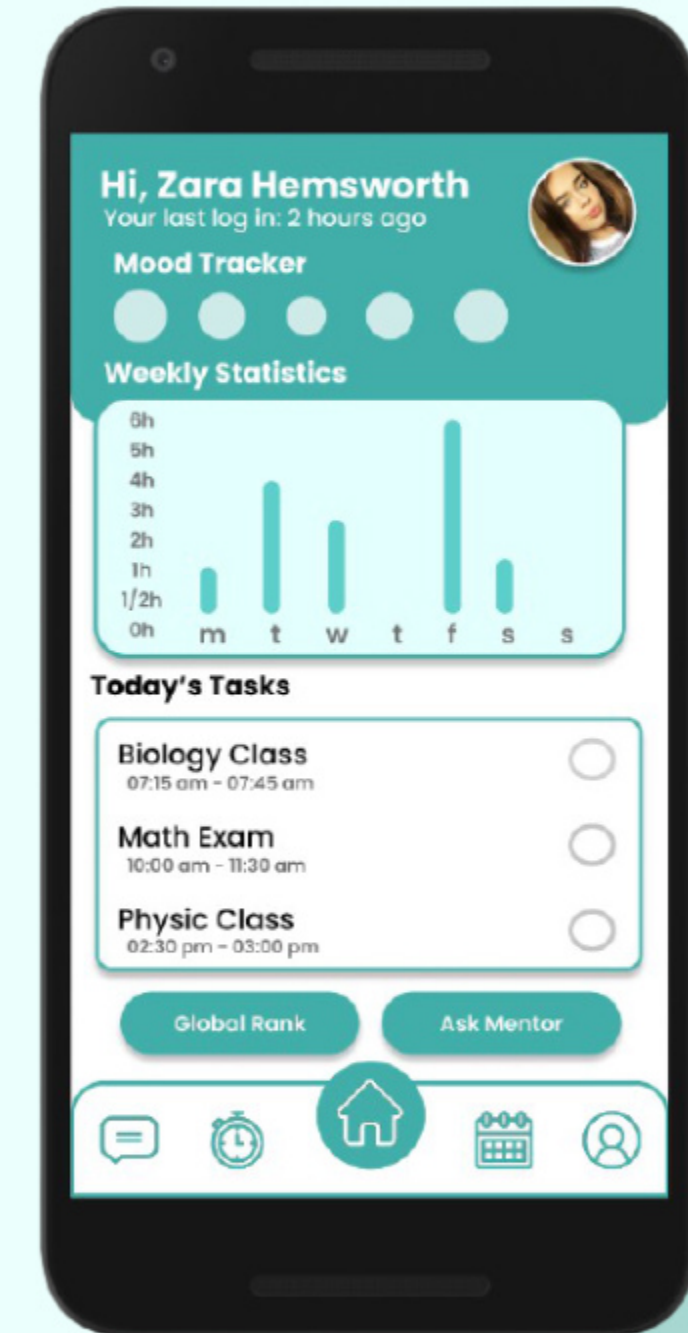 Hi, Zara Hemsworth
Your last log in: 2 hours ago
Mood Tracker
Weekly Statistics
6h
5h
4h
3h
2h
1h
1/2h
0h
m t w t f s s
Today's Tasks
Biology Class
07:15 am - 07:45 am
Math Exam
10:00 am - 11:30 am
Physic Class
02:30 pm - 03:00 pm
Global Rank Ask Mentor